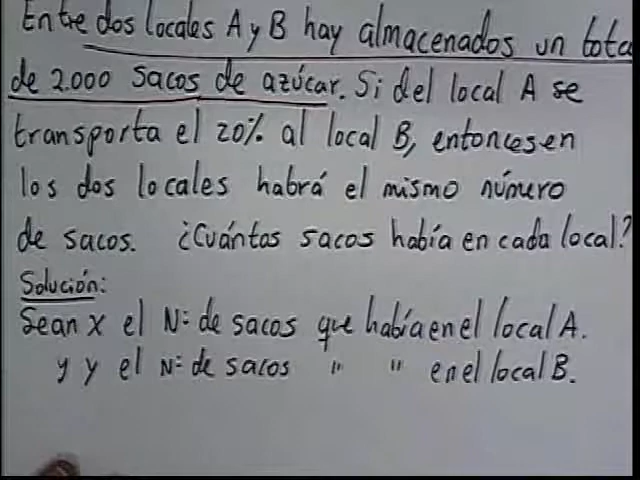 Entre dos locales A y B hay almacenados un tota
de 2.000 sacos de azúcar. Si del local A se
transporta el 20% al local B, entonces en
los dos locales habrá el mismo número
de sacos. ¿Cuántos sacos había en cada local?
Solución:
Sean x el Nº de sacos que había en el local A.
y y el Nº de sacos " " en el local B.